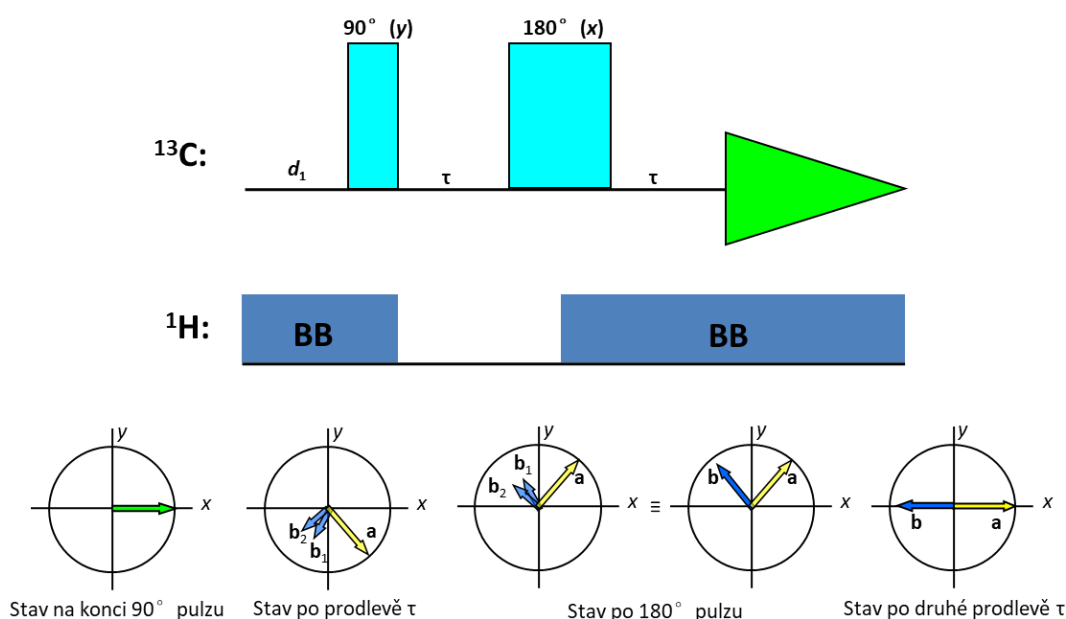 90° (y) 180° (x)
¹³C:
d₁ τ τ
¹H:
BB BB
y y y y y
x x x ≡ x x
b₂ b₁ a
b₁ b₂ a
b a
b a
Stav na konci 90° pulzu Stav po prodlevě τ Stav po 180° pulzu Stav po druhé prodlevě τ